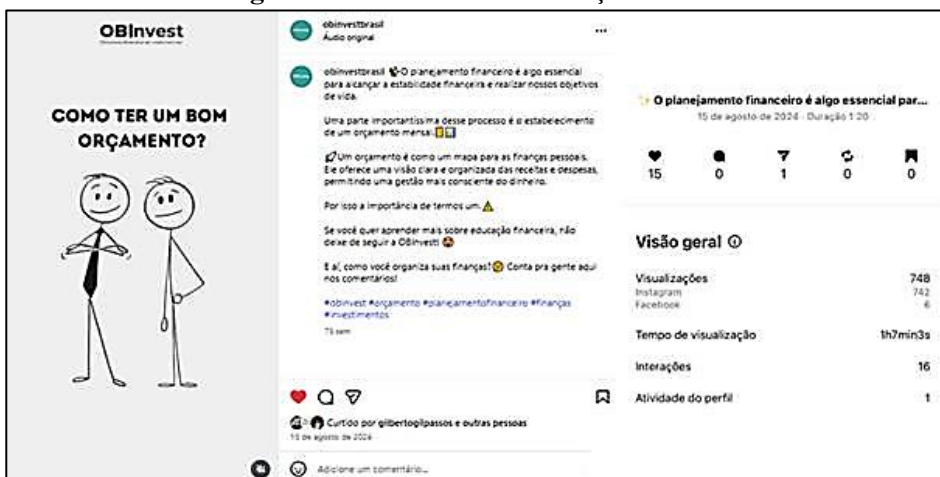 OBInvest
COMO TER UM BOM
ORÇAMENTO?
obinvestbrasil
Áudio original
obinvestbrasil O planejamento financeiro é algo essencial
para alcançar a estabilidade financeira e realizar nossos objetivos
de vida.
Uma parte importantíssima desse processo é o estabelecimento
de um orçamento mensal.
Um orçamento é como um mapa para as finanças pessoais.
Ele oferece uma visão clara e organizada das receitas e despesas,
permitindo uma gestão mais consciente do dinheiro.
Por isso a importância de termos um.
Se você quer aprender mais sobre educação financeira, não
deixe de seguir a OBInvest!
E aí, como você organiza suas finanças? Conta pra gente aqui
nos comentários!
#obinvest #orçamento #planejamentofinanceiro #finanças
#investimentos
Curtido por gilbertogilpassos e outras pessoas
15 de agosto de 2024
Adicione um comentário...
O planejamento financeiro é algo essencial par...
15 de agosto de 2024 · Duração 1:20
15 0 1 0 0
Visão geral
Visualizações 748
Instagram 742
Facebook 6
Tempo de visualização 1h7min3s
Interações 16
Atividade do perfil 1